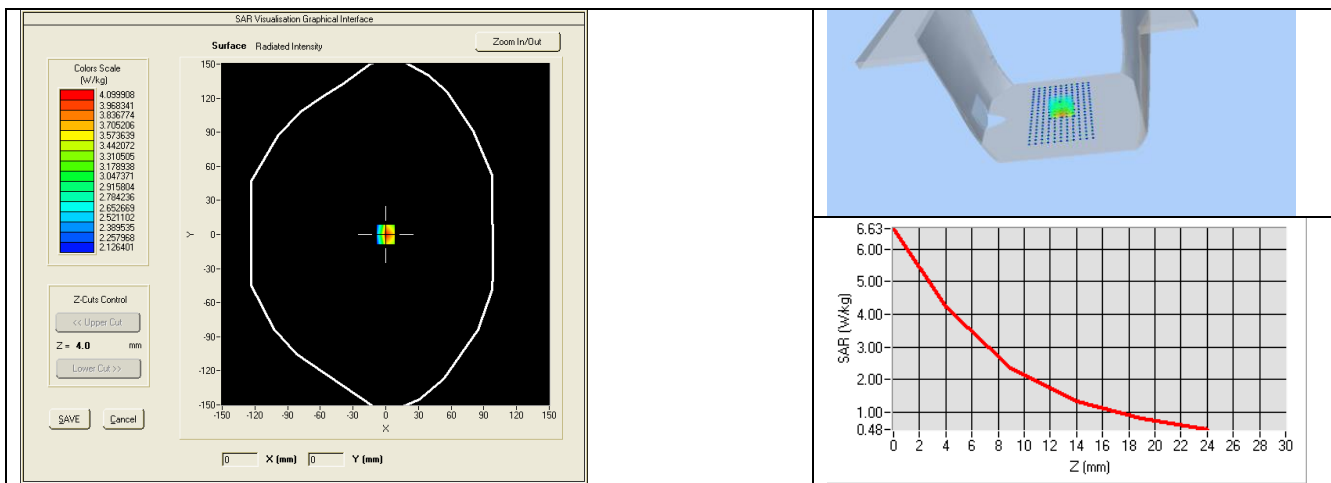 SAR Visualisation Graphical Interface
Surface Radiated Intensity
Zoom In/Out
Colors Scale
(W/kg)
4.099908
3.968341
3.836774
3.705206
3.573639
3.442072
3.310505
3.178938
3.047371
2.915804
2.784236
2.652669
2.521102
2.389535
2.257968
2.126401
Z-Cuts Control
<< Upper Cut
Z = 4.0 mm
Lower Cut >>
SAVE Cancel
150
120
90
60
30
0
-30
-60
-90
-120
-150
Y
-150 -120 -90 -60 -30 0 30 60 90 120 150
X
0 X (mm) 0 Y (mm)
6.63
6.00
5.00
4.00
3.00
2.00
1.00
0.48
SAR (W/kg)
0 2 4 6 8 10 12 14 16 18 20 22 24 26 28 30
Z (mm)